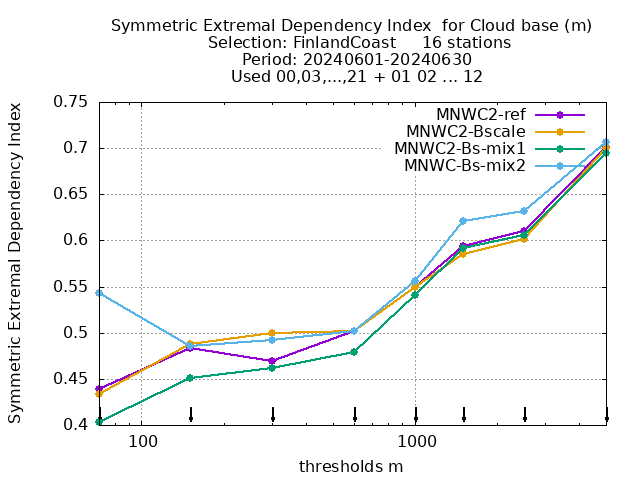 Symmetric Extremal Dependency Index  for Cloud base (m)
Selection: FinlandCoast     16 stations
Period: 20240601-20240630
Used 00,03,...,21 + 01 02 ... 12
Symmetric Extremal Dependency Index
0.75
0.7
0.65
0.6
0.55
0.5
0.45
0.4
MNWC2-ref
MNWC2-Bscale
MNWC2-Bs-mix1
MNWC-Bs-mix2
100
1000
thresholds m